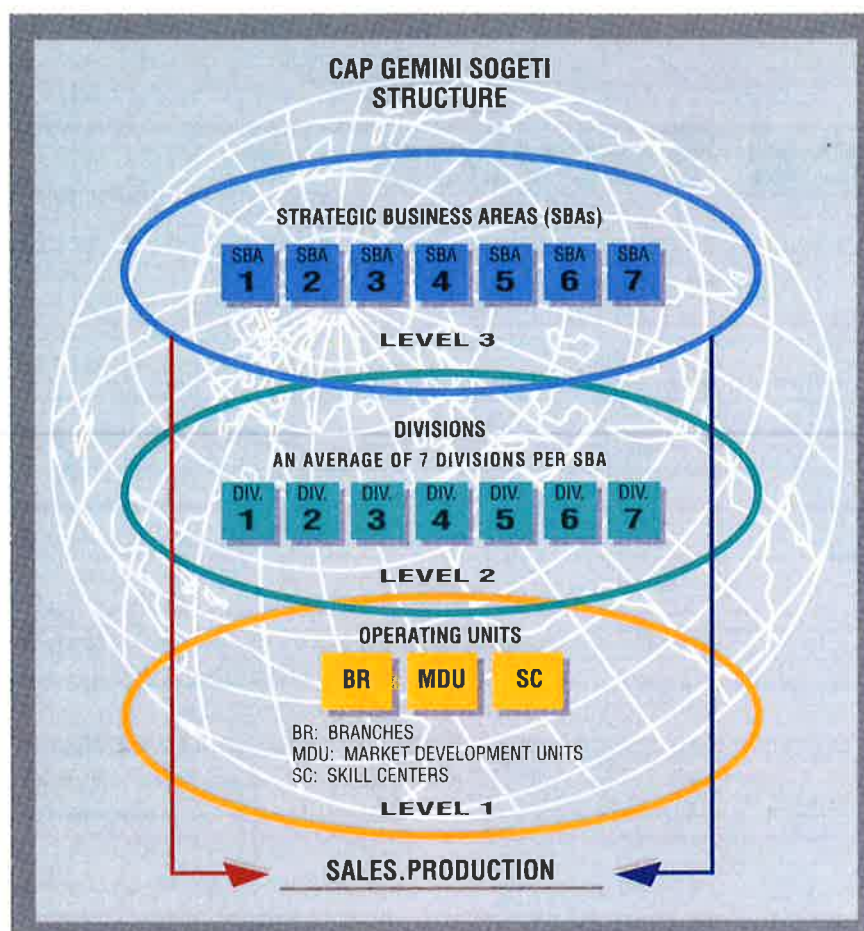 CAP GEMINI SOGETI
STRUCTURE
STRATEGIC BUSINESS AREAS (SBAs)
SBA SBA SBA SBA SBA SBA SBA
1 2 3 4 5 6 7
LEVEL 3
DIVISIONS
AN AVERAGE OF 7 DIVISIONS PER SBA
DIV. DIV. DIV. DIV. DIV. DIV. DIV.
1 2 3 4 5 6 7
LEVEL 2
OPERATING UNITS
BR MDU SC
BR: BRANCHES
MDU: MARKET DEVELOPMENT UNITS
SC: SKILL CENTERS
LEVEL 1
SALES.PRODUCTION